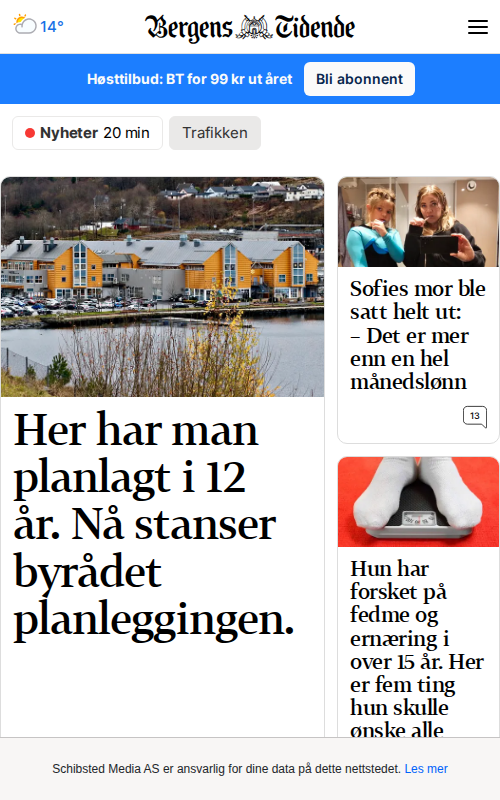 14°
Bergens Tidende
Høsttilbud: BT for 99 kr ut året
Bli abonnent
Nyheter 20 min
Trafikken
Her har man
planlagt i 12
år. Nå stanser
byrådet
planleggingen.
Sofies mor ble
satt helt ut:
– Det er mer
enn en hel
månedslønn
13
Hun har
forsket på
fedme og
ernæring i
over 15 år. Her
er fem ting
hun skulle
ønske alle
Schibsted Media AS er ansvarlig for dine data på dette nettstedet. Les mer